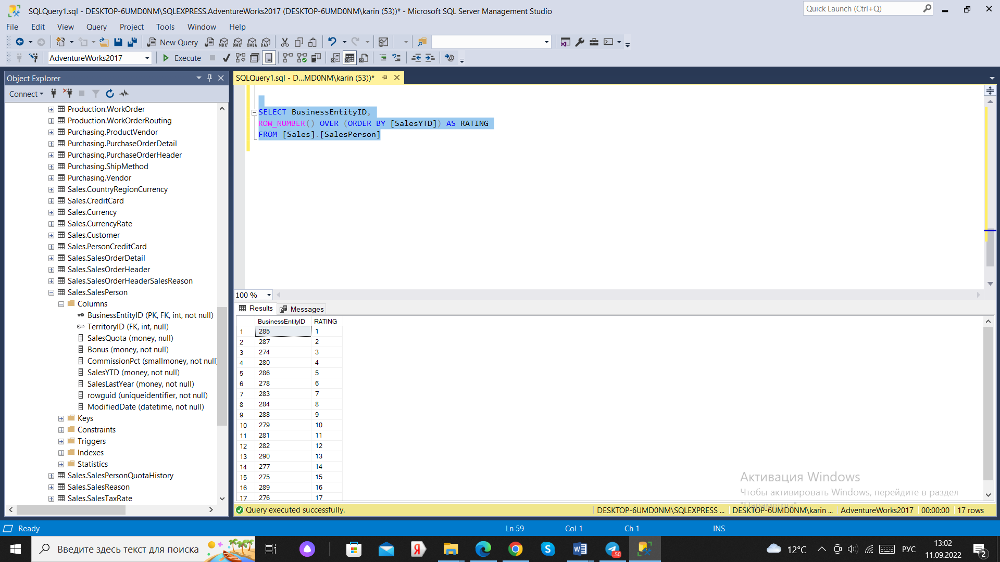 SQLQuery1.sql - DESKTOP-6UMD0NM\SQLEXPRESS.AdventureWorks2017 (DESKTOP-6UMD0NM\karin (53))* - Microsoft SQL Server Management Studio
Quick Launch (Ctrl+Q)
File Edit View Query Project Tools Window Help
New Query MDX DMX XMLA DAX
AdventureWorks2017 Execute
Object Explorer
Connect
Production.WorkOrder
Production.WorkOrderRouting
Purchasing.ProductVendor
Purchasing.PurchaseOrderDetail
Purchasing.PurchaseOrderHeader
Purchasing.ShipMethod
Purchasing.Vendor
Sales.CountryRegionCurrency
Sales.CreditCard
Sales.Currency
Sales.CurrencyRate
Sales.Customer
Sales.PersonCreditCard
Sales.SalesOrderDetail
Sales.SalesOrderHeader
Sales.SalesOrderHeaderSalesReason
Sales.SalesPerson
Columns
BusinessEntityID (PK, FK, int, not null)
TerritoryID (FK, int, null)
SalesQuota (money, null)
Bonus (money, not null)
CommissionPct (smallmoney, not null
SalesYTD (money, not null)
SalesLastYear (money, not null)
rowguid (uniqueidentifier, not null)
ModifiedDate (datetime, not null)
Keys
Constraints
Triggers
Indexes
Statistics
Sales.SalesPersonQuotaHistory
Sales.SalesReason
Sales.SalesTaxRate
SQLQuery1.sql - D...MD0NM\karin (53))*
SELECT BusinessEntityID,
ROW_NUMBER() OVER (ORDER BY [SalesYTD]) AS RATING
FROM [Sales].[SalesPerson]
100 %
Results Messages
BusinessEntityID RATING
1 285 1
2 287 2
3 274 3
4 280 4
5 286 5
6 278 6
7 283 7
8 284 8
9 288 9
10 279 10
11 281 11
12 282 12
13 290 13
14 277 14
15 275 15
16 289 16
17 276 17
Активация Windows
Чтобы активировать Windows, перейдите в раздел
"Параметры".
Query executed successfully.
DESKTOP-6UMD0NM\SQLEXPRESS ... DESKTOP-6UMD0NM\karin ... AdventureWorks2017 00:00:00 17 rows
Ready Ln 59 Col 1 Ch 1 INS
Введите здесь текст для поиска
Я
S
W
.50
12°C
РУС
13:02
11.09.2022
2